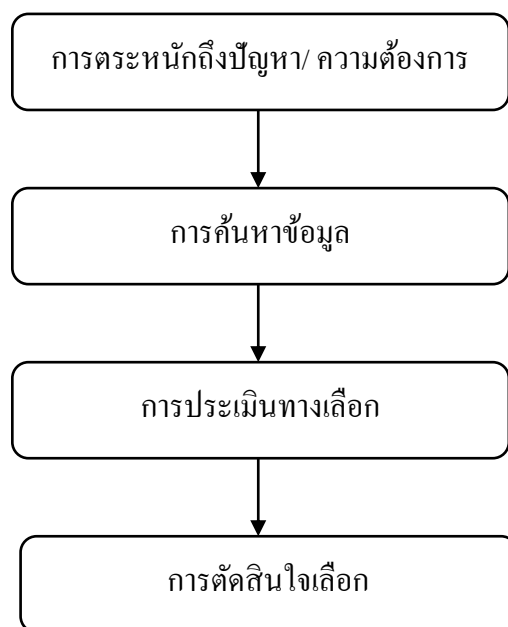 การตระหนักถึงปัญหา/ ความต้องการ
การค้นหาข้อมูล
การประเมินทางเลือก
การตัดสินใจเลือก